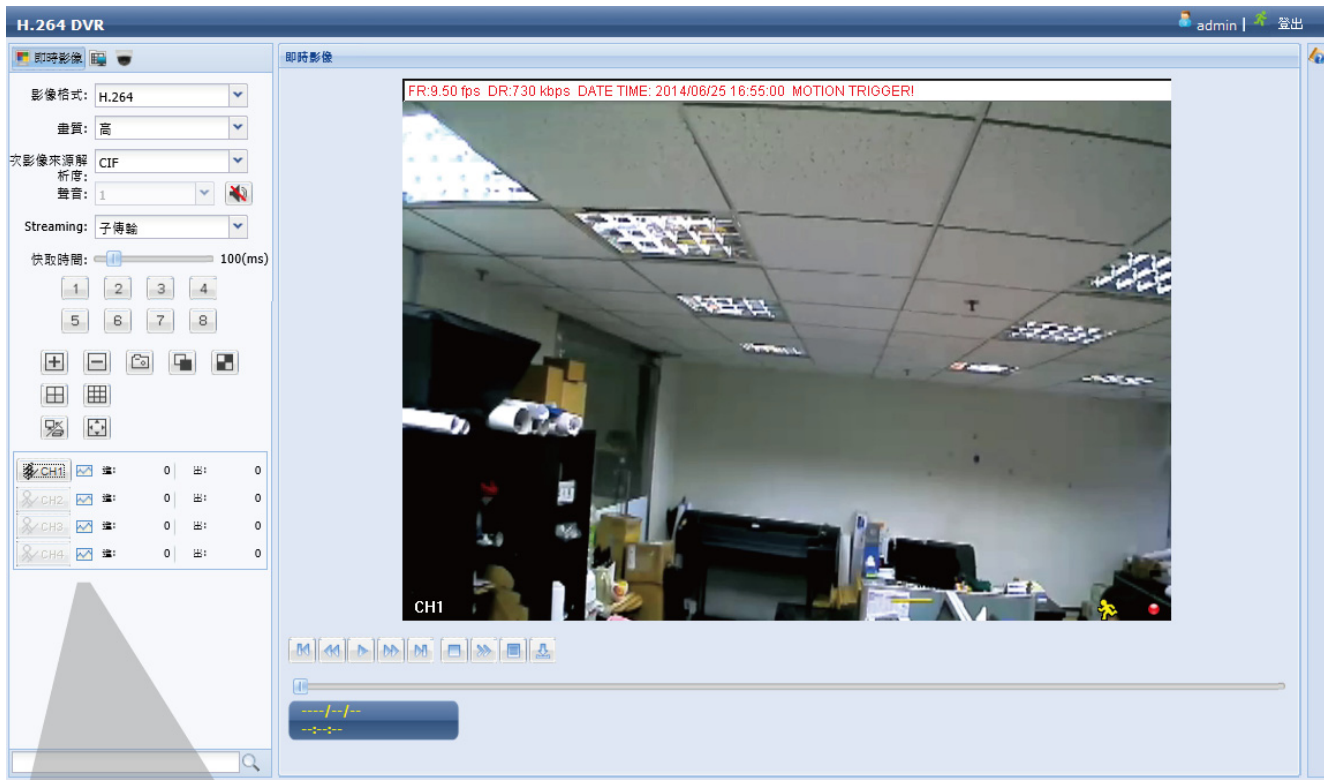 H.264 DVR
admin | 登出
即時影像
即時影像
影像格式: H.264
畫質: 高
次影像來源解析度: CIF
聲音: 1
Streaming: 子傳輸
快取時間: 100(ms)
1 2 3 4
5 6 7 8
CH1 進: 0 出: 0
CH2 進: 0 出: 0
CH3 進: 0 出: 0
CH4 進: 0 出: 0
FR:9.50 fps DR:730 kbps DATE TIME: 2014/06/25 16:55:00 MOTION TRIGGER!
CH1
----/--/--
--:--:--